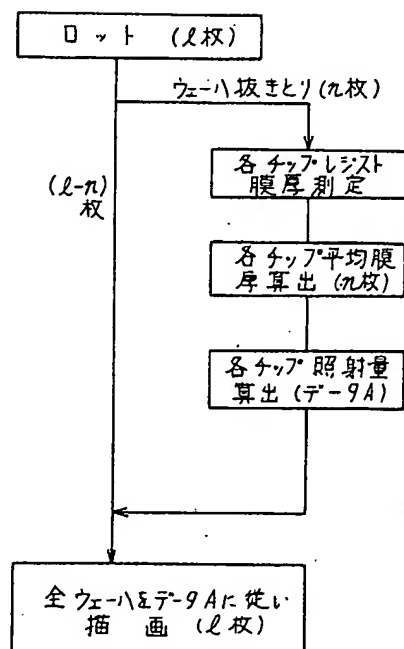 ロット (ℓ枚)
ウェーハ抜きとり(n枚)
(ℓ-n)
枚
各チップレジスト
膜厚測定
各チップ平均膜
厚算出(n枚)
各チップ照射量
算出(データA)
全ウェーハをデータAに従い
描画(ℓ枚)